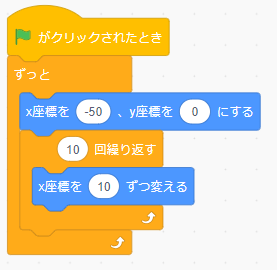 がクリックされたとき
ずっと
x座標を -50 、y座標を 0 にする
10 回繰り返す
x座標を 10 ずつ変える